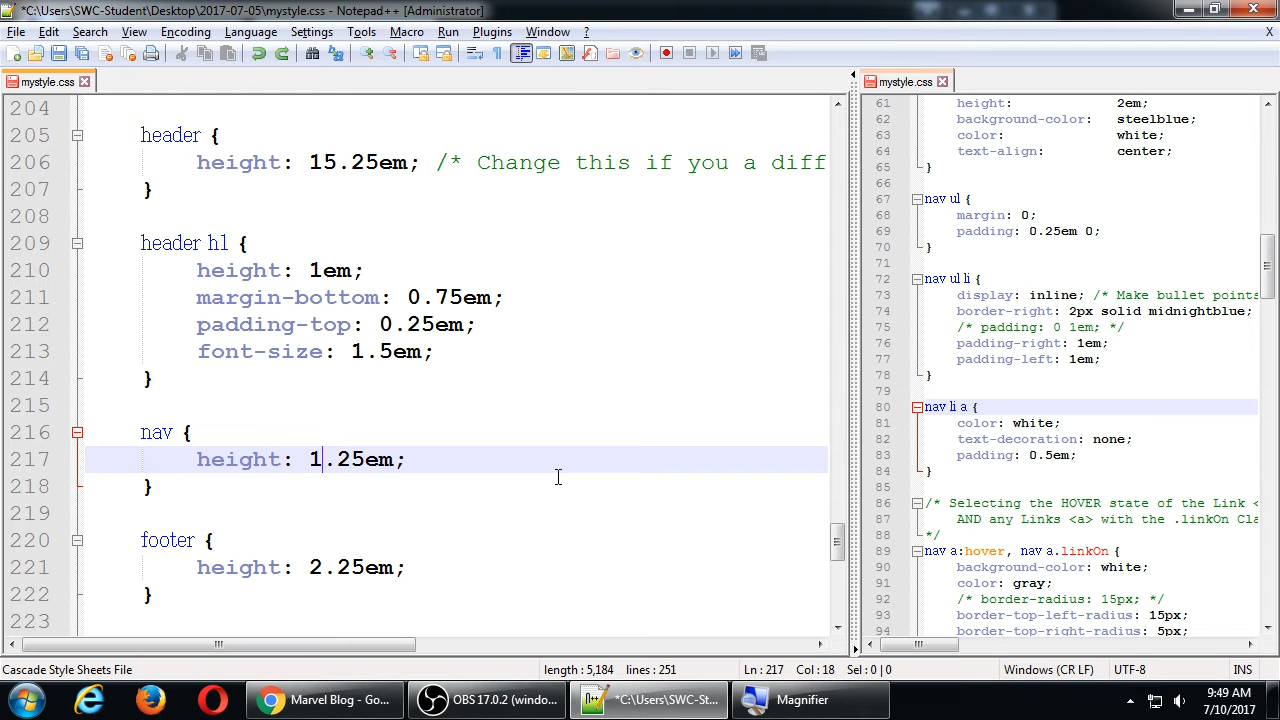 *C:\Users\SWC-Student\Desktop\2017-07-05\mystyle.css - Notepad++ [Administrator]
File Edit Search View Encoding Language Settings Tools Macro Run Plugins Window ? X
mystyle.css
204
205 header {
206 height: 15.25em; /* Change this if you a diff
207 }
208
209 header h1 {
210 height: 1em;
211 margin-bottom: 0.75em;
212 padding-top: 0.25em;
213 font-size: 1.5em;
214 }
215
216 nav {
217 height: 1.25em;
218 }
219
220 footer {
221 height: 2.25em;
222 }
223
mystyle.css
61 height: 2em;
62 background-color: steelblue;
63 color: white;
64 text-align: center;
65 }
66
67 nav ul {
68 margin: 0;
69 padding: 0.25em 0;
70 }
71
72 nav ul li {
73 display: inline; /* Make bullet points
74 border-right: 2px solid midnightblue;
75 /* padding: 0 1em; */
76 padding-right: 1em;
77 padding-left: 1em;
78 }
79
80 nav li a {
81 color: white;
82 text-decoration: none;
83 padding: 0.5em;
84 }
85
86 /* Selecting the HOVER state of the Link <
87 AND any Links <a> with the .linkOn Cla
88 */
89 nav a:hover, nav a.linkOn {
90 background-color: white;
91 color: gray;
92 /* border-radius: 15px; */
93 border-top-left-radius: 15px;
94 border-top-right-radius: 5px;
Cascade Style Sheets File length : 5,184 lines : 251 Ln : 217 Col : 18 Sel : 0 | 0 Windows (CR LF) UTF-8 INS
Marvel Blog - Go... OBS 17.0.2 (windo... *C:\Users\SWC-St... Magnifier
9:49 AM
7/10/2017